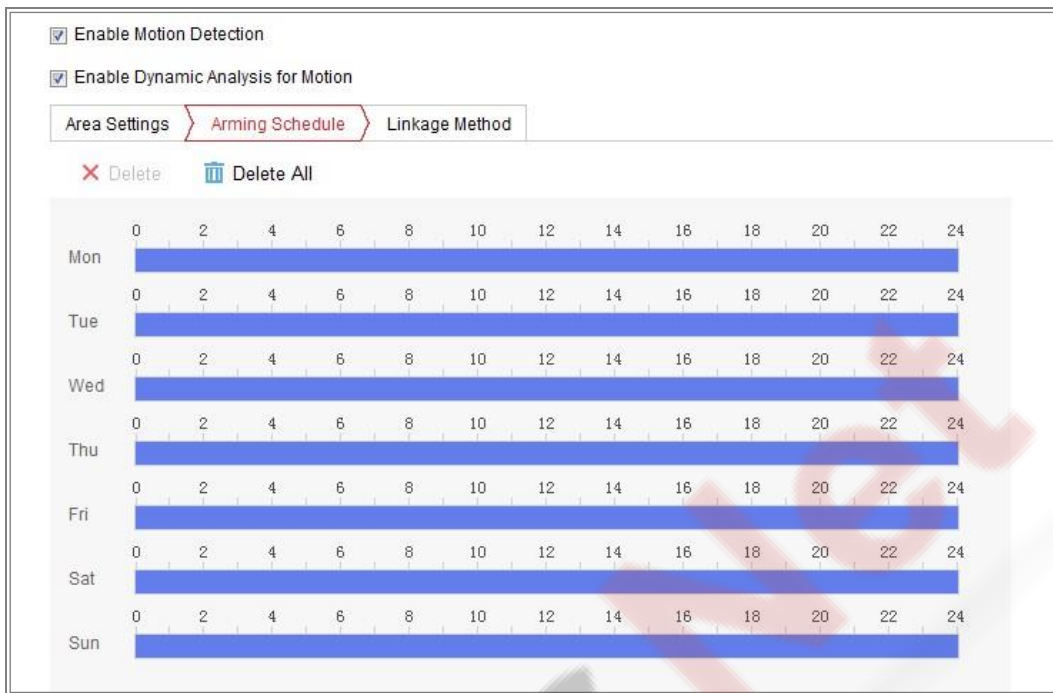 Enable Motion Detection
Enable Dynamic Analysis for Motion
Area Settings Arming Schedule Linkage Method
Delete Delete All
0 2 4 6 8 10 12 14 16 18 20 22 24
Mon
0 2 4 6 8 10 12 14 16 18 20 22 24
Tue
0 2 4 6 8 10 12 14 16 18 20 22 24
Wed
0 2 4 6 8 10 12 14 16 18 20 22 24
Thu
0 2 4 6 8 10 12 14 16 18 20 22 24
Fri
0 2 4 6 8 10 12 14 16 18 20 22 24
Sat
0 2 4 6 8 10 12 14 16 18 20 22 24
Sun
Net